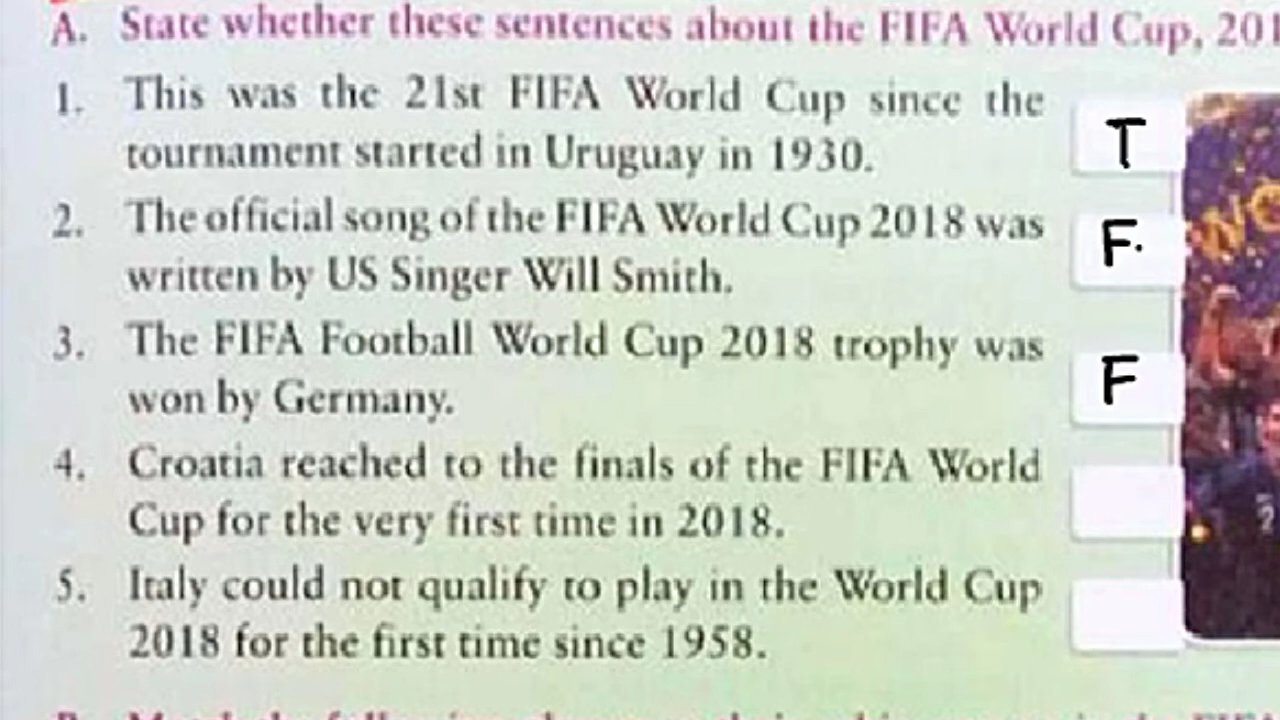 A. State whether these sentences about the FIFA World Cup, 201
1. This was the 21st FIFA World Cup since the
tournament started in Uruguay in 1930.
T
2. The official song of the FIFA World Cup 2018 was
written by US Singer Will Smith.
F.
3. The FIFA Football World Cup 2018 trophy was
won by Germany.
F
4. Croatia reached to the finals of the FIFA World
Cup for the very first time in 2018.
5. Italy could not qualify to play in the World Cup
2018 for the first time since 1958.